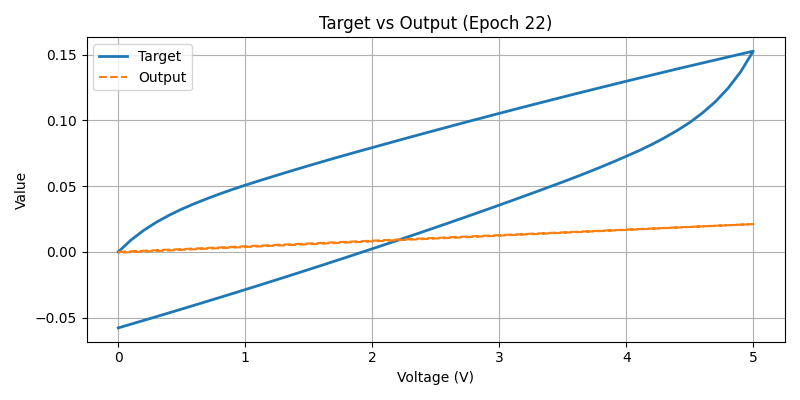 Target vs Output (Epoch 22)
Target
Output
Value
0.15
0.10
0.05
0.00
−0.05
0 1 2 3 4 5
Voltage (V)